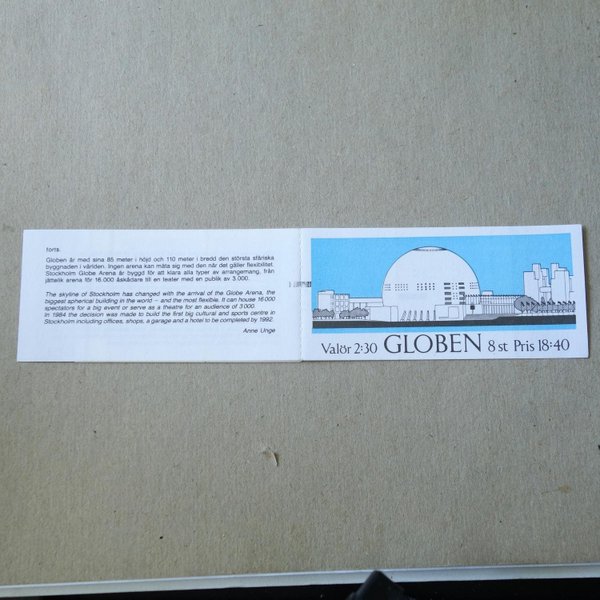 forts.
Globen är med sina 85 meter i höjd och 110 meter i bredd den största sfäriska
byggnaden i världen. Ingen arena kan mäta sig med den när det gäller flexibilitet.
Stockholm Globe Arena är byggd för att klara alla typer av arrangemang, från
jättelik arena för 16.000 åskådare till en teater med en publik av 3 000.
The skyline of Stockholm has changed with the arrival of the Globe Arena, the
biggest spherical building in the world – and the most flexible. It can house 16 000
spectators for a big event or serve as a theatre for an audience of 3 000.
In 1984 the decision was made to build the first big cultural and sports centre in
Stockholm including offices, shops, a garage and a hotel to be completed by 1992.
Anne Unge
Valör 2:30 GLOBEN 8 st Pris 18:40